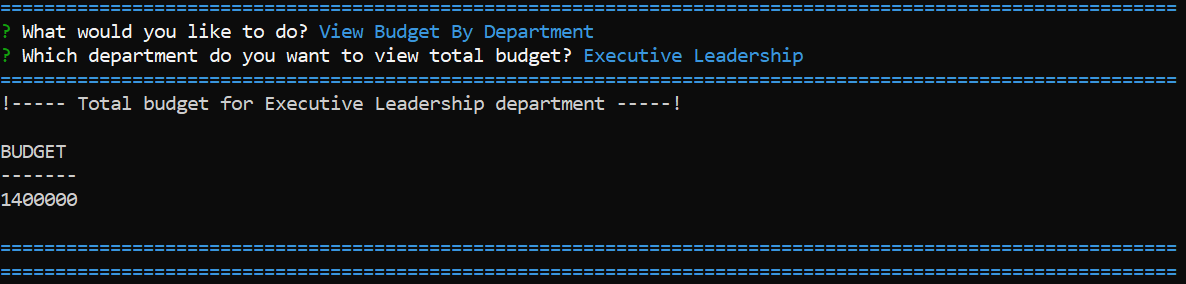 ===========================================================================================================
? What would you like to do? View Budget By Department
? Which department do you want to view total budget? Executive Leadership
===========================================================================================================
!----- Total budget for Executive Leadership department -----!
BUDGET
-------
1400000
===========================================================================================================
===========================================================================================================